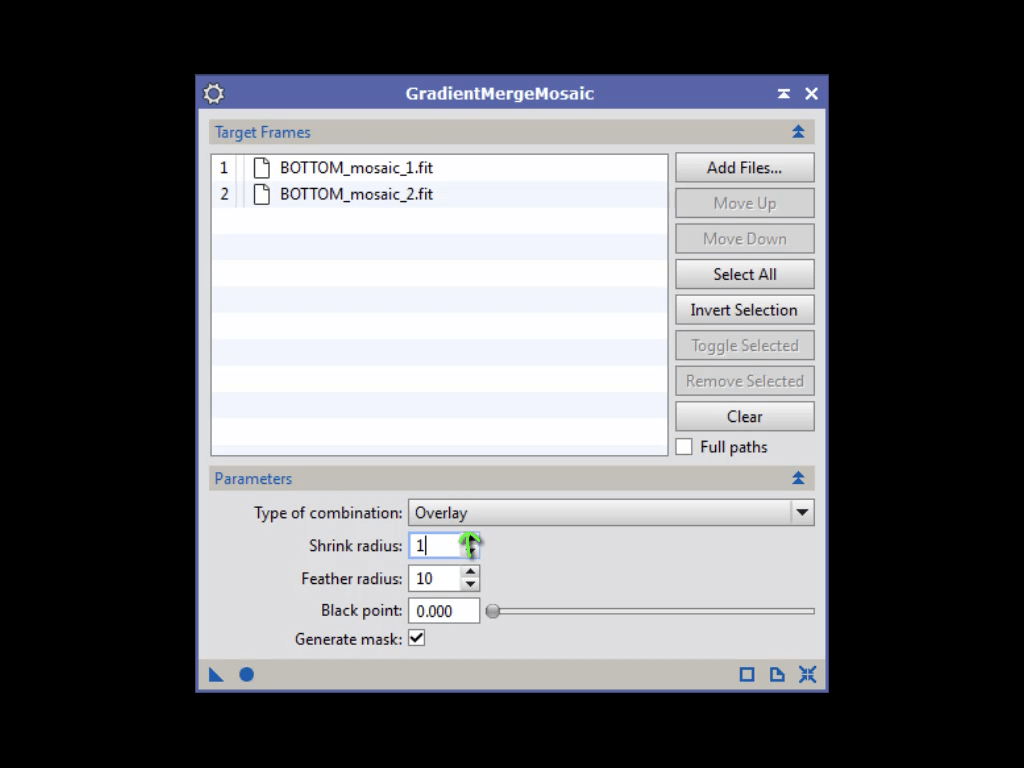 GradientMergeMosaic
Target Frames
1 BOTTOM_mosaic_1.fit
2 BOTTOM_mosaic_2.fit
Add Files...
Move Up
Move Down
Select All
Invert Selection
Toggle Selected
Remove Selected
Clear
Full paths
Parameters
Type of combination: Overlay
Shrink radius: 1
Feather radius: 10
Black point: 0.000
Generate mask: